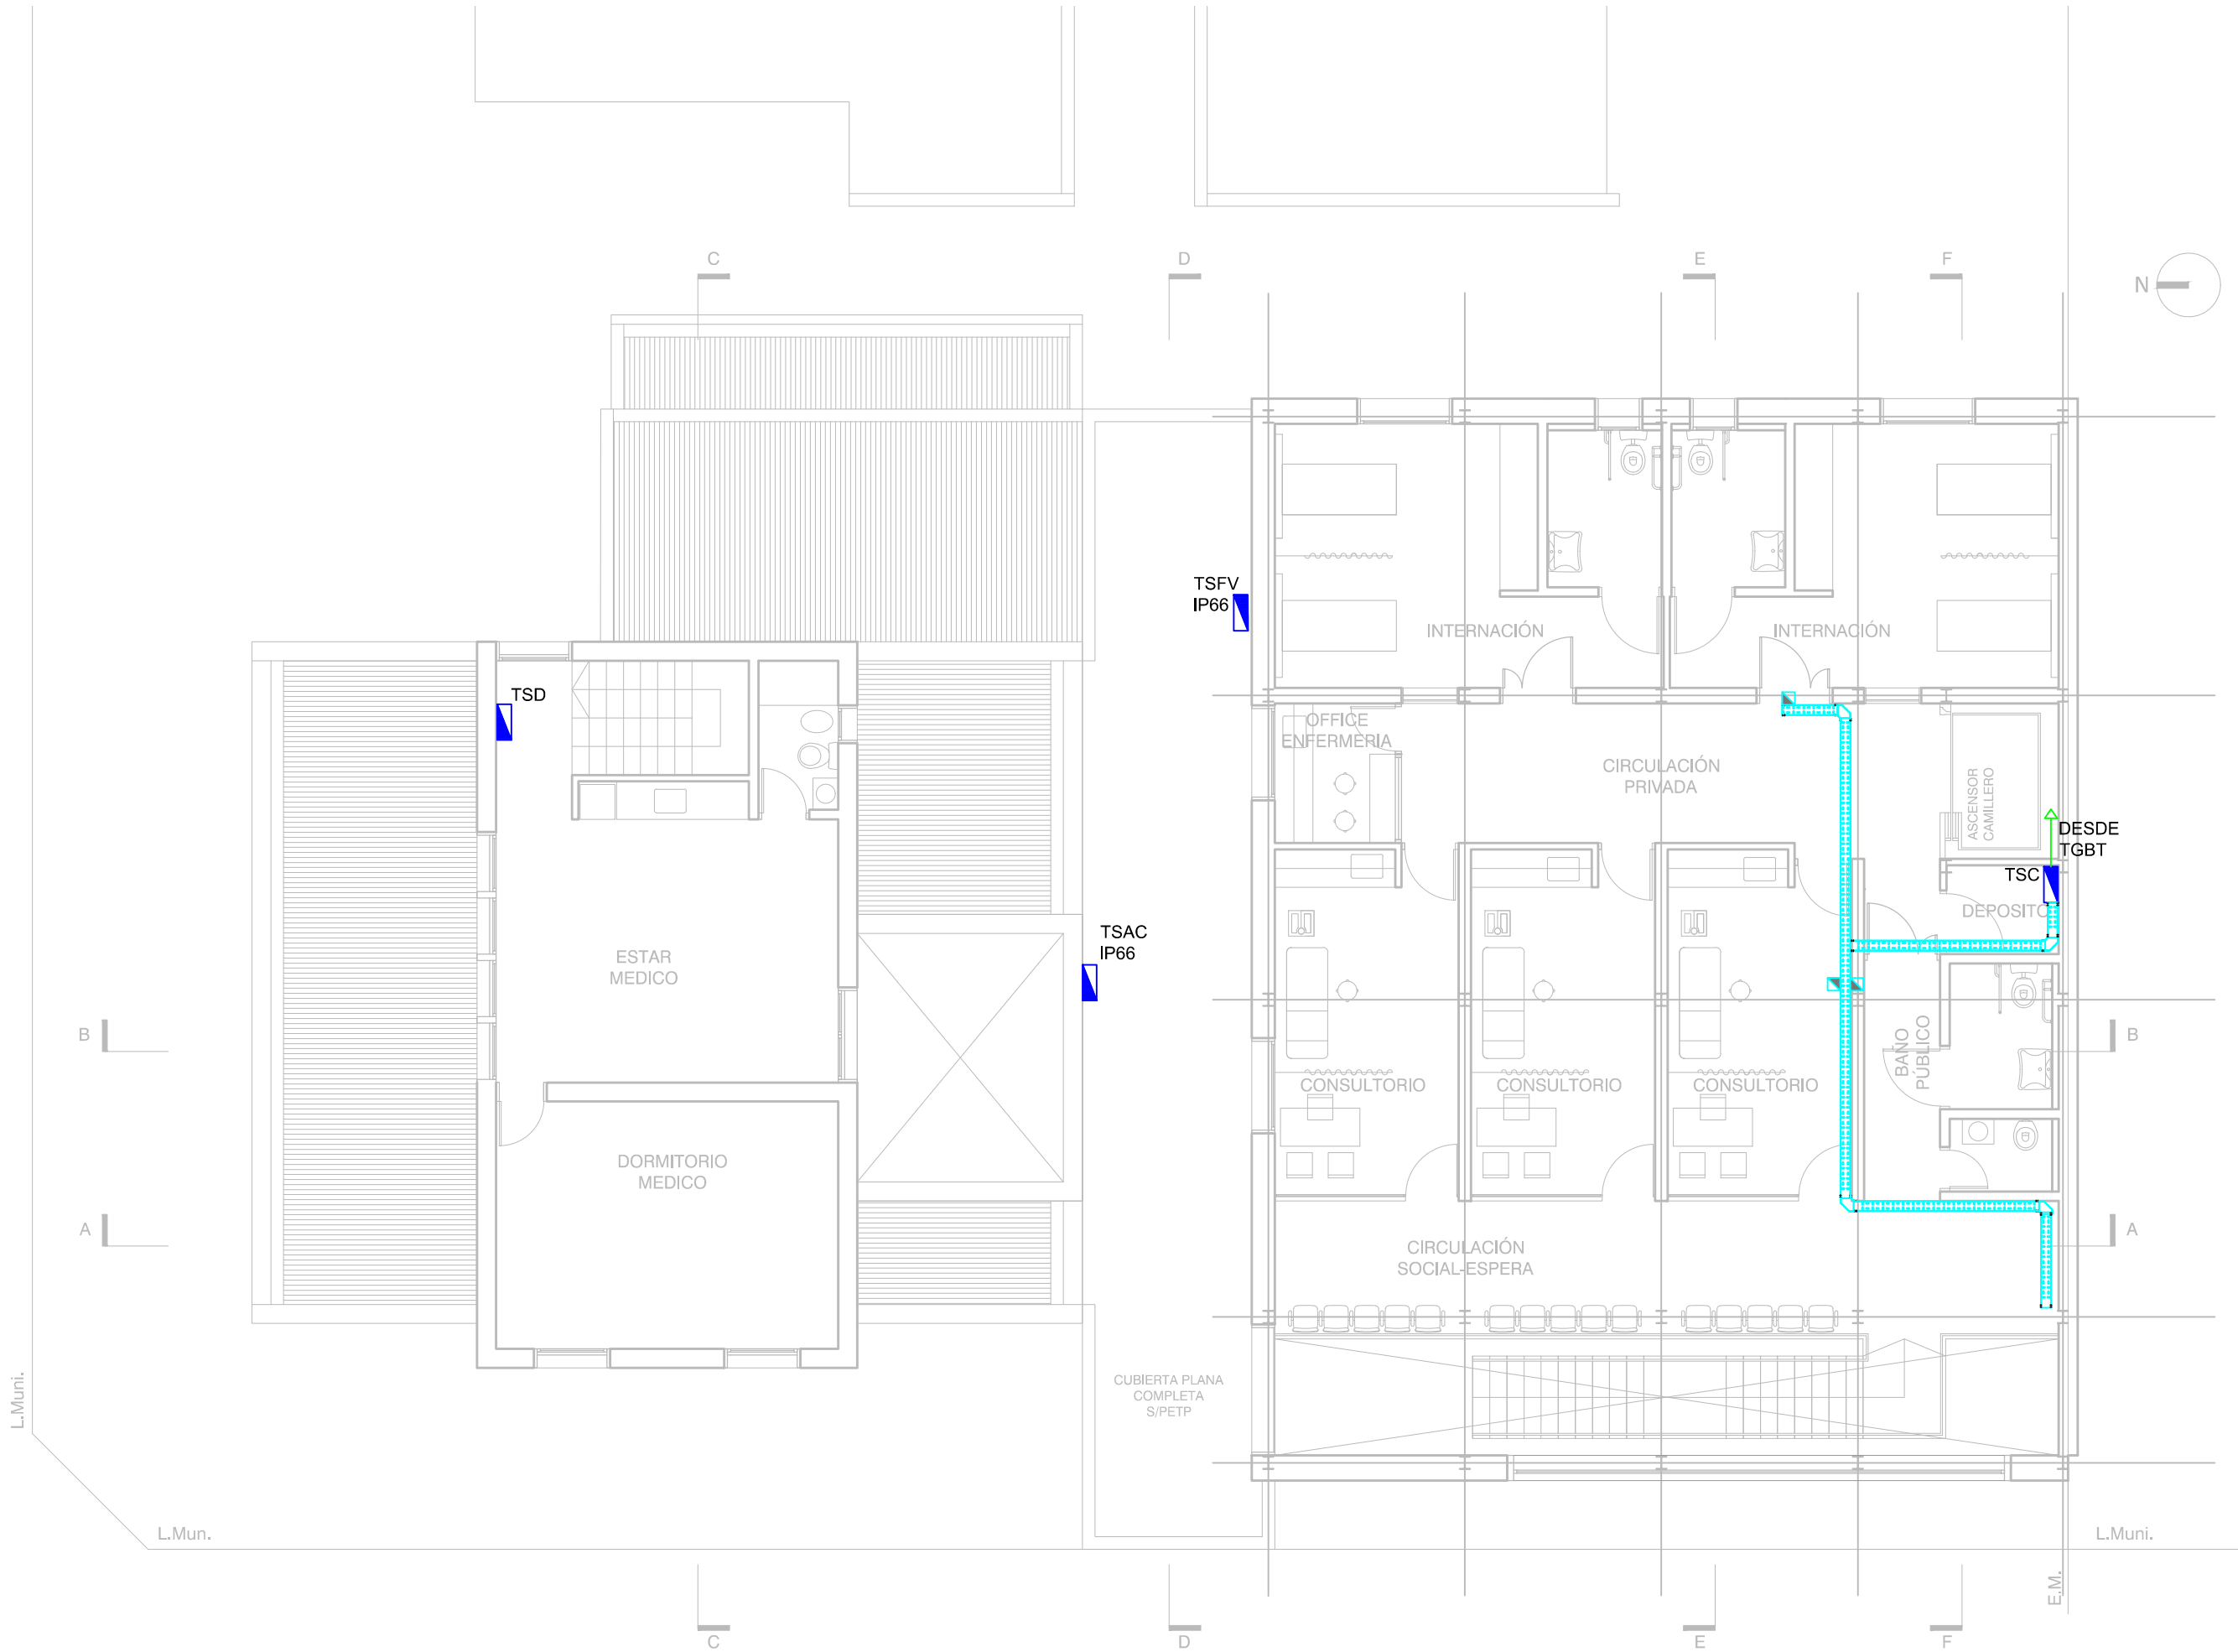 C
D
E
F
N
TSFV
IP66
INTERNACIÓN
INTERNACIÓN
TSD
OFFICE
ENFERMERIA
CIRCULACIÓN
PRIVADA
ASCENSOR
CAMILLERO
DESDE
TGBT
TSC
DEPOSITO
TSAC
IP66
ESTAR
MEDICO
B
BAÑO
PÚBLICO
B
CONSULTORIO
CONSULTORIO
CONSULTORIO
DORMITORIO
MEDICO
A
CIRCULACIÓN
SOCIAL-ESPERA
A
CUBIERTA PLANA
COMPLETA
S/PETP
L.Muni.
L.Mun.
L.Muni.
E.M.
C
D
E
F